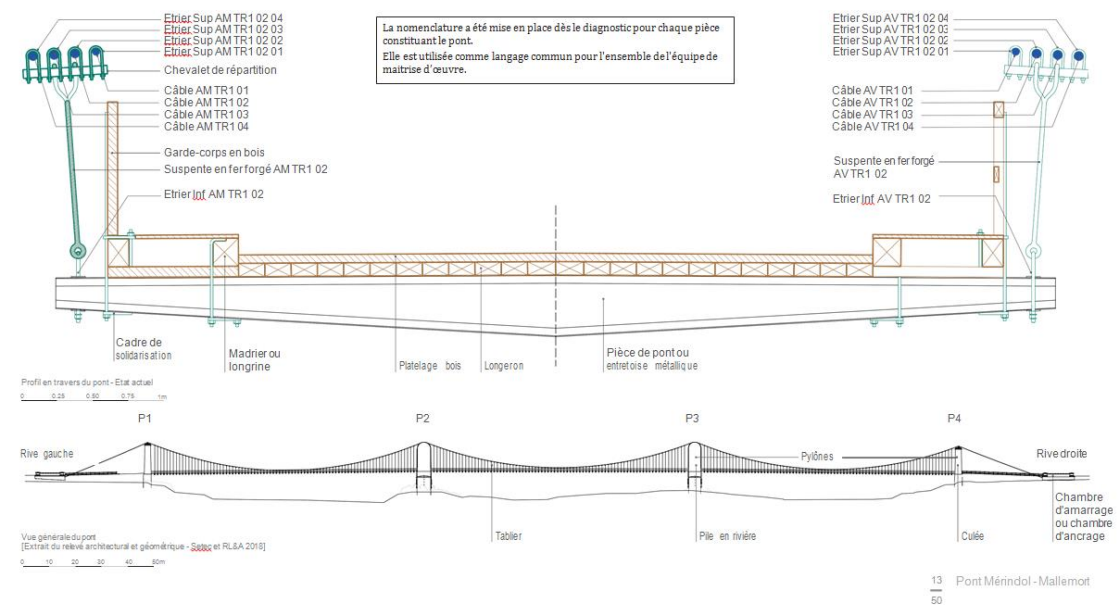 Etrier Sup AM TR1 02 04
Etrier Sup AM TR1 02 03
Etrier Sup AM TR1 02 02
Etrier Sup AM TR1 02 01
Chevalet de répartition
Câble AM TR1 01
Câble AM TR1 02
Câble AM TR1 03
Câble AM TR1 04
Garde-corps en bois
Suspente en fer forgé AM TR1 02
Etrier Inf AM TR1 02
La nomenclature a été mise en place dès le diagnostic pour chaque pièce
constituant le pont.
Elle est utilisée comme langage commun pour l'ensemble de l'équipe de
maitrise d'œuvre.
Etrier Sup AV TR1 02 04
Etrier Sup AV TR1 02 03
Etrier Sup AV TR1 02 02
Etrier Sup AV TR1 02 01
Câble AV TR1 01
Câble AV TR1 02
Câble AV TR1 03
Câble AV TR1 04
Suspente en fer forgé
AV TR1 02
Etrier Inf AV TR1 02
Cadre de
solidarisation
Madrier ou
longrine
Platelage bois
Longeron
Pièce de pont ou
entretoise métallique
Profil en travers du pont - Etat actuel
0 0.25 0.50 0.75 1m
P1 P2 P3 P4
Rive gauche
Pylônes
Rive droite
Chambre
d'amarrage
ou chambre
d'ancrage
Tablier
Pile en rivière
Culée
Vue générale du pont
[Extrait du relevé architectural et géométrique - Setec et RL&A 2018]
0 10 20 30 40 50m
13 Pont Mérindol - Mallemort
50